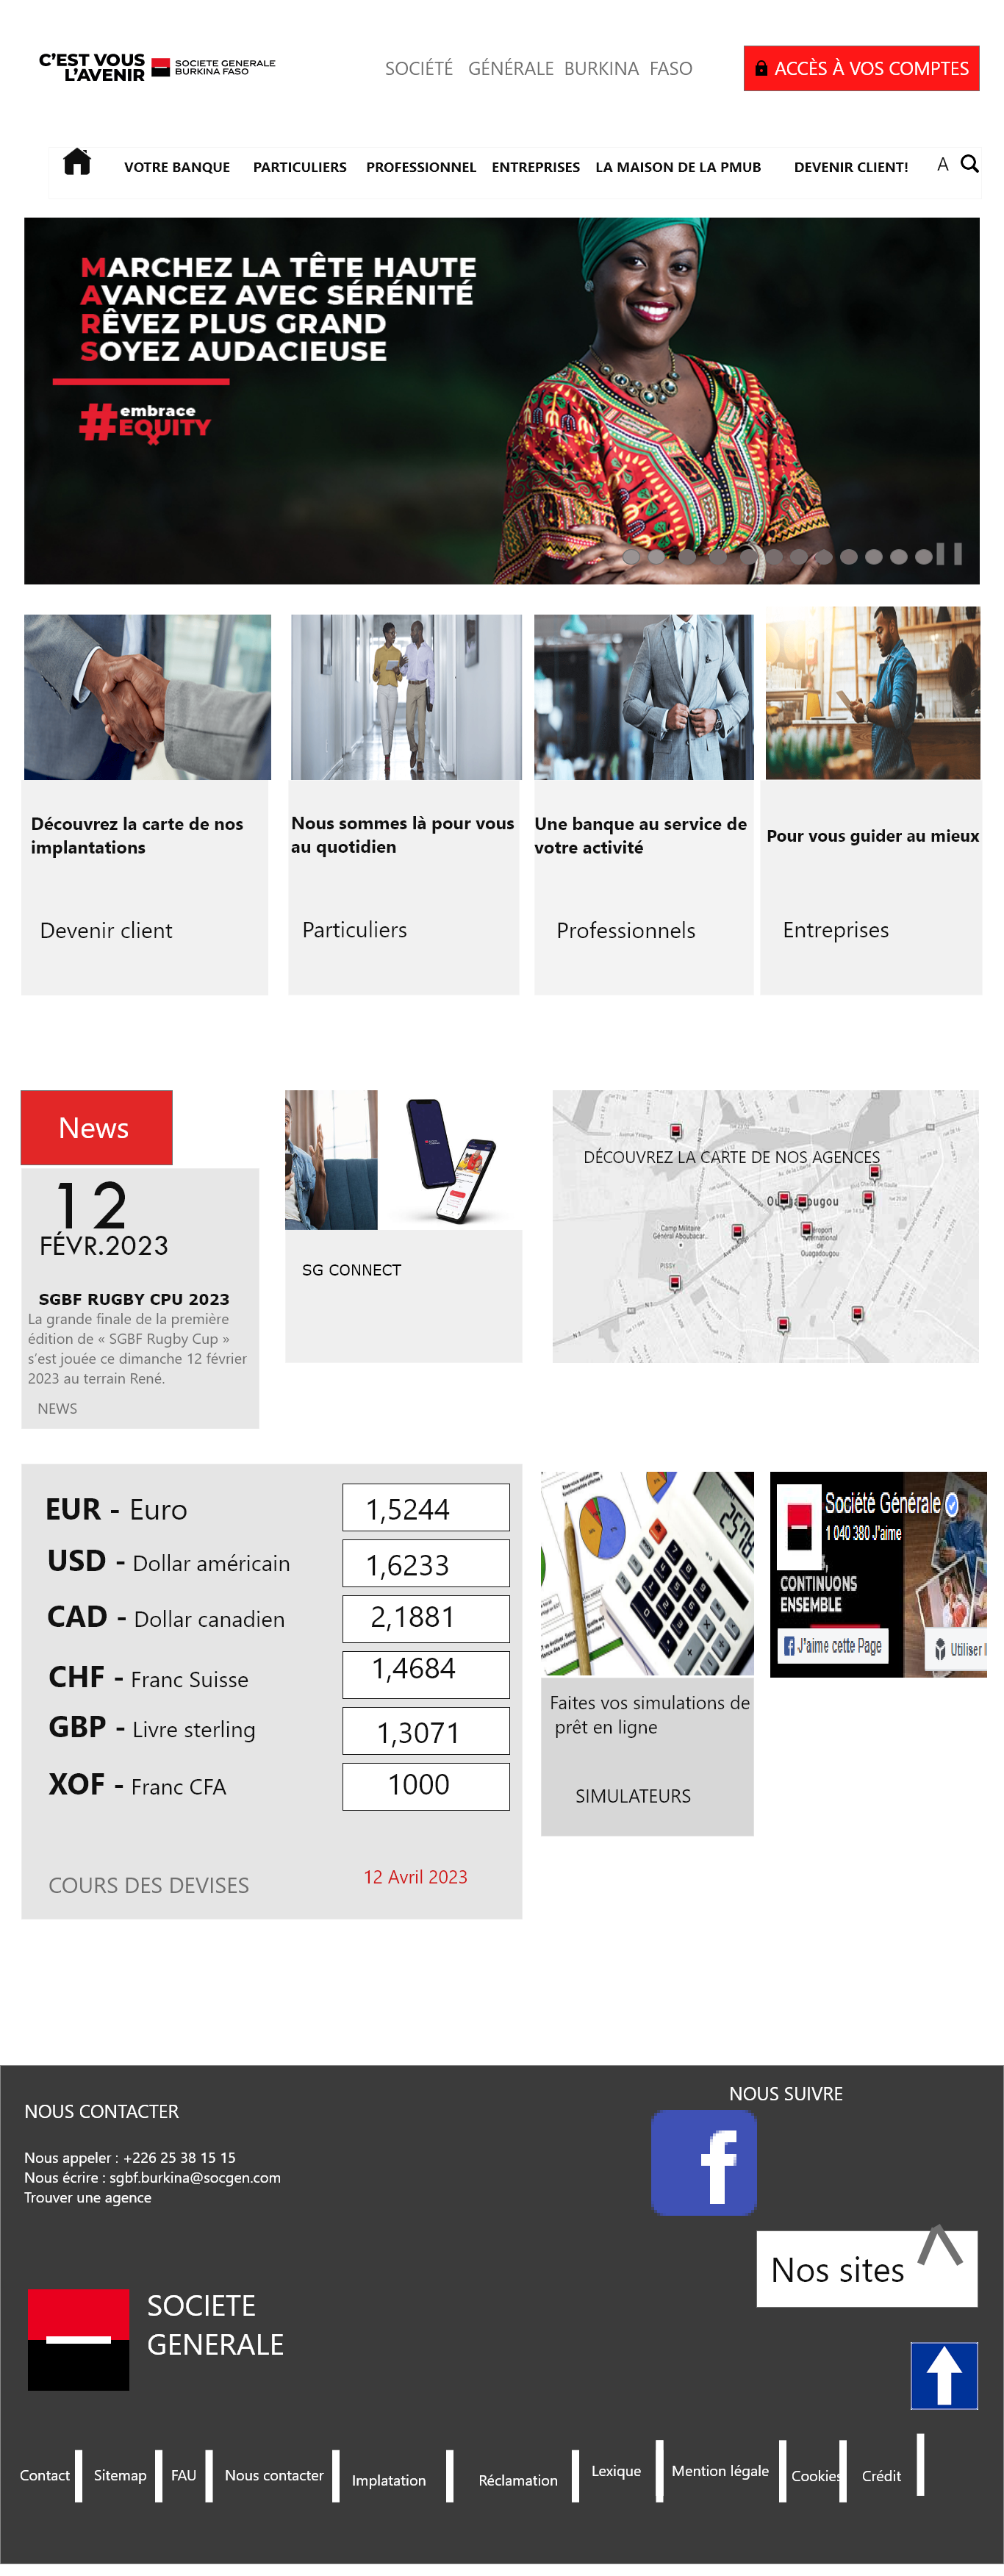 C'EST VOUS
L'AVENIR
SOCIETE GENERALE
BURKINA FASO
SOCIÉTÉ GÉNÉRALE BURKINA FASO
ACCÈS À VOS COMPTES
VOTRE BANQUE
PARTICULIERS
PROFESSIONNEL
ENTREPRISES
LA MAISON DE LA PMUB
DEVENIR CLIENT!
A
MARCHEZ LA TÊTE HAUTE
AVANCEZ AVEC SÉRÉNITÉ
RÊVEZ PLUS GRAND
SOYEZ AUDACIEUSE
#embrace
EQUITY
Découvrez la carte de nos
implantations
Devenir client
Nous sommes là pour vous
au quotidien
Particuliers
Une banque au service de
votre activité
Professionnels
Pour vous guider au mieux
Entreprises
News
12
FÉVR.2023
SGBF RUGBY CPU 2023
La grande finale de la première
édition de « SGBF Rugby Cup »
s'est jouée ce dimanche 12 février
2023 au terrain René.
NEWS
SG CONNECT
DÉCOUVREZ LA CARTE DE NOS AGENCES
Camp Militaire
Général Aboubacar...
PISSY
International
de
Ouagadougou
EUR - Euro
1,5244
USD - Dollar américain
1,6233
CAD - Dollar canadien
2,1881
CHF - Franc Suisse
1,4684
GBP - Livre sterling
1,3071
XOF - Franc CFA
1000
COURS DES DEVISES
12 Avril 2023
Faites vos simulations de
prêt en ligne
SIMULATEURS
Société Générale
1 040 380 J'aime
CONTINUONS
ENSEMBLE
J'aime cette Page
Utiliser
NOUS CONTACTER
Nous appeler : +226 25 38 15 15
Nous écrire : sgbf.burkina@socgen.com
Trouver une agence
NOUS SUIVRE
f
Nos sites
SOCIETE
GENERALE
Contact
Sitemap
FAU
Nous contacter
Implatation
Réclamation
Lexique
Mention légale
Cookies
Crédit